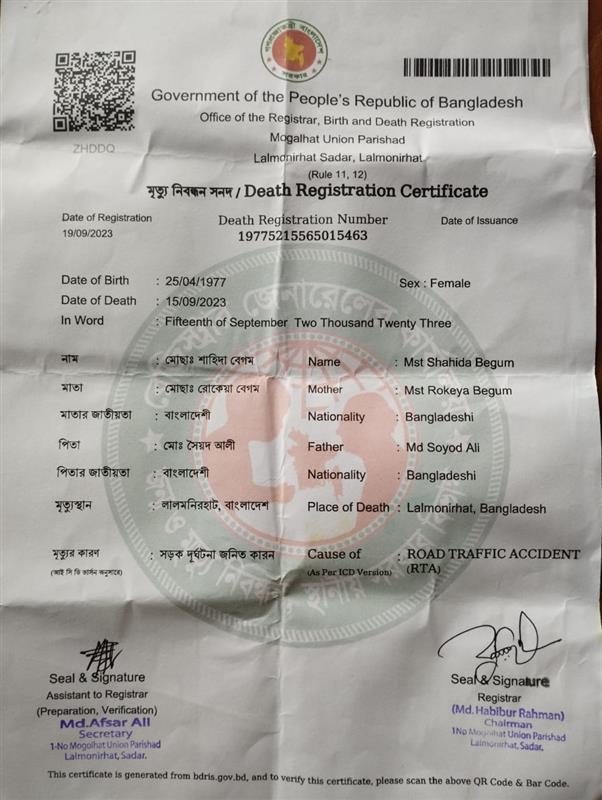 গণপ্রজাতন্ত্রী বাংলাদেশ
সরকার
ZHDDQ
Government of the People's Republic of Bangladesh
Office of the Registrar, Birth and Death Registration
Mogalhat Union Parishad
Lalmonirhat Sadar, Lalmonirhat
(Rule 11, 12)
মৃত্যু নিবন্ধন সনদ / Death Registration Certificate
Date of Registration Death Registration Number Date of Issuance
19/09/2023 19775215565015463
Date of Birth : 25/04/1977 Sex : Female
Date of Death : 15/09/2023
In Word : Fifteenth of September Two Thousand Twenty Three
নাম : মোছাঃ শাহিদা বেগম Name : Mst Shahida Begum
মাতা : মোছাঃ রোকেয়া বেগম Mother : Mst Rokeya Begum
মাতার জাতীয়তা : বাংলাদেশী Nationality : Bangladeshi
পিতা : মোঃ সৈয়দ আলী Father : Md Soyod Ali
পিতার জাতীয়তা : বাংলাদেশী Nationality : Bangladeshi
মৃত্যুস্থান : লালমনিরহাট, বাংলাদেশ Place of Death : Lalmonirhat, Bangladesh
মৃত্যুর কারণ : সড়ক দূর্ঘটনা জনিত কারন Cause of : ROAD TRAFFIC ACCIDENT
(আই সি ডি ভার্সন অনুসারে) (As Per ICD Version) (RTA)
Seal & Signature
Assistant to Registrar
(Preparation, Verification)
Md.Afsar Ali
Secretary
1-No Mogolhat Union Parishad
Lalmonirhat, Sadar.
Seal & Signature
Registrar
(Md. Habibur Rahman)
Chairman
1No Mogolhat Union Parishad
Lalmonirhat, Sadar.
This certificate is generated from bdris.gov.bd, and to verify this certificate, please scan the above QR Code & Bar Code.